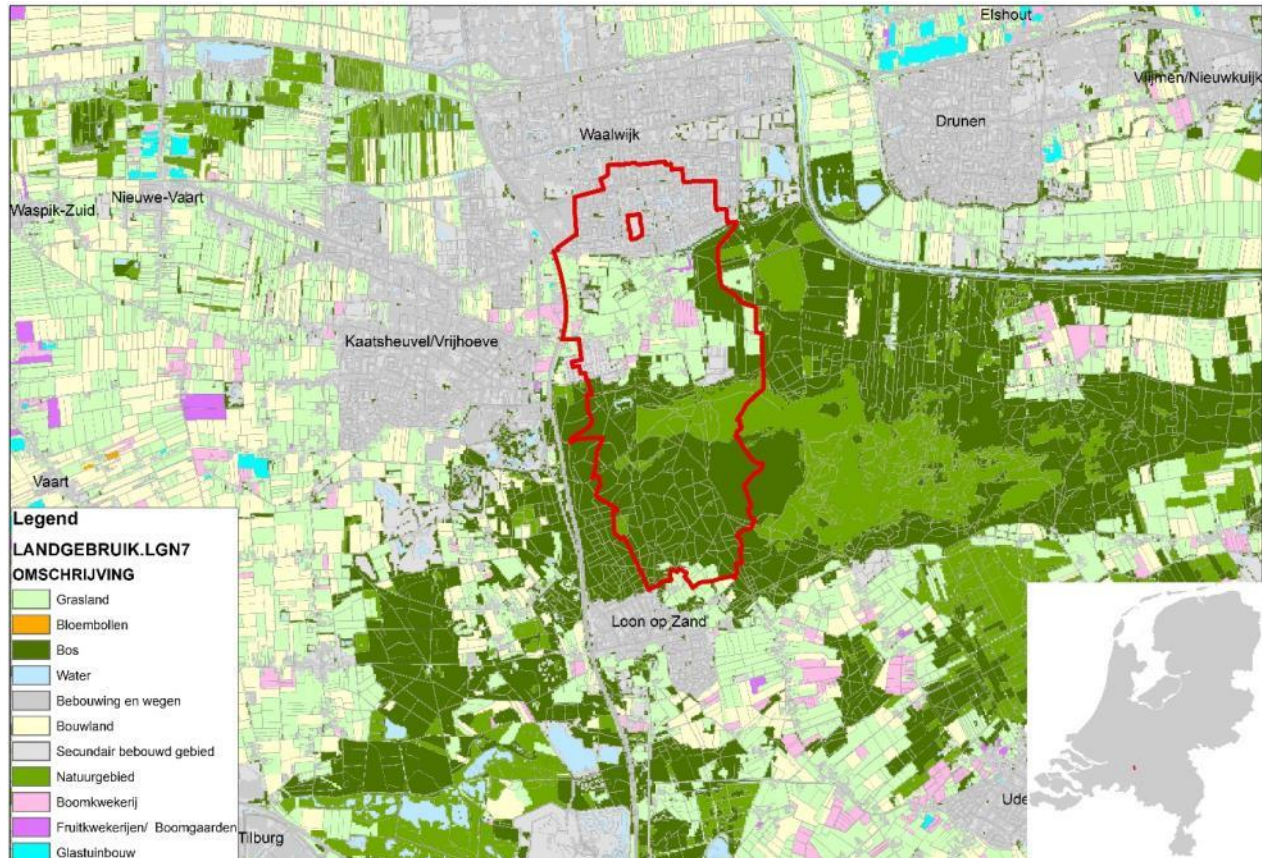 Elshout
Vlijmen/Nieuwkuijk
Drunen
Waalwijk
Nieuwe-Vaart
Waspik-Zuid
Kaatsheuvel/Vrijhoeve
Vaart
Loon op Zand
Tilburg
Ude
Legend
LANDGEBRUIK.LGN7
OMSCHRIJVING
Grasland
Bloembollen
Bos
Water
Bebouwing en wegen
Bouwland
Secundair bebouwd gebied
Natuurgebied
Boomkwekerij
Fruitkwekerijen/ Boomgaarden
Glastuinbouw